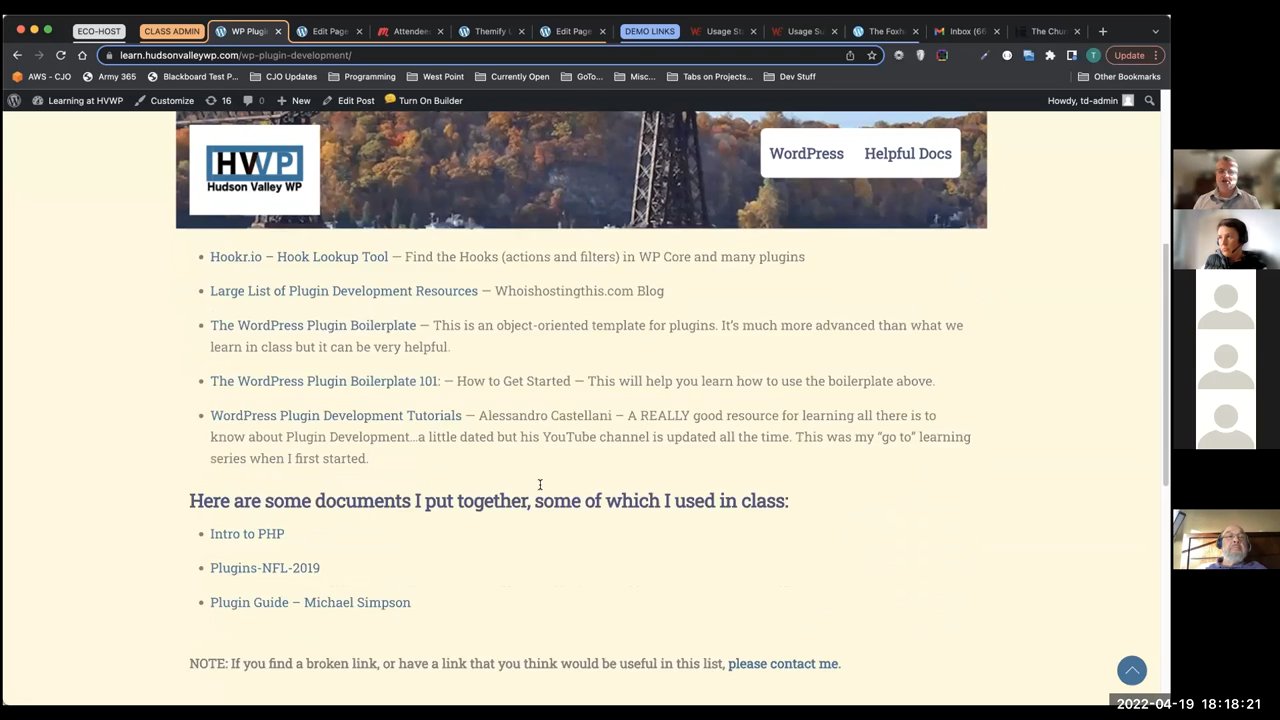 ECO-HOST
CLASS ADMIN
WP Plugi
Edit Page
Attendee
Themify
Edit Page
DEMO LINKS
Usage St
Usage Su
The Foxh
Inbox (66
The Chur
learn.hudsonvalleywp.com/wp-plugin-development/
Update
AWS - CJO
Army 365
Blackboard Test P...
CJO Updates
Programming
West Point
Currently Open
GoTo...
Misc...
Tabs on Projects...
Dev Stuff
Other Bookmarks
Learning at HVWP
Customize
16
0
New
Edit Post
Turn On Builder
Howdy, td-admin
HWP
Hudson Valley WP
WordPress
Helpful Docs
• Hookr.io – Hook Lookup Tool — Find the Hooks (actions and filters) in WP Core and many plugins
• Large List of Plugin Development Resources — Whoishostingthis.com Blog
• The WordPress Plugin Boilerplate — This is an object-oriented template for plugins. It’s much more advanced than what we
learn in class but it can be very helpful.
• The WordPress Plugin Boilerplate 101: — How to Get Started — This will help you learn how to use the boilerplate above.
• WordPress Plugin Development Tutorials — Alessandro Castellani – A REALLY good resource for learning all there is to
know about Plugin Development…a little dated but his YouTube channel is updated all the time. This was my “go to” learning
series when I first started.
Here are some documents I put together, some of which I used in class:
• Intro to PHP
• Plugins-NFL-2019
• Plugin Guide – Michael Simpson
NOTE: If you find a broken link, or have a link that you think would be useful in this list, please contact me.
2022-04-19 18:18:21